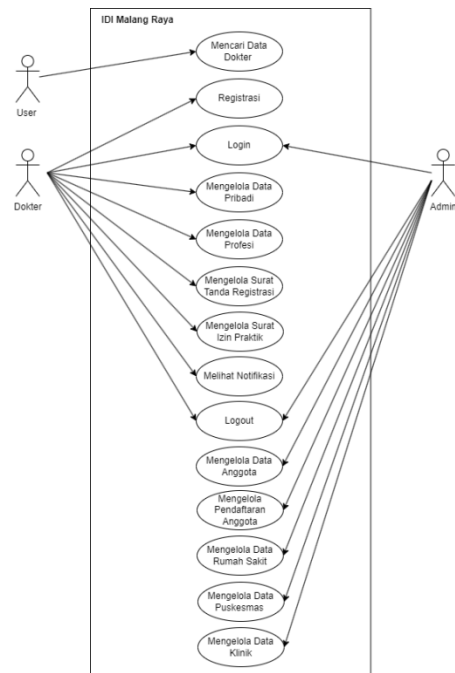 IDI Malang Raya
Mencari Data
Dokter
User
Registrasi
Login
Dokter
Admin
Mengelola Data
Pribadi
Mengelola Data
Profesi
Mengelola Surat
Tanda Registrasi
Mengelola Surat
Izin Praktik
Melihat Notifikasi
Logout
Mengelola Data
Anggota
Mengelola
Pendaftaran
Anggota
Mengelola Data
Rumah Sakit
Mengelola Data
Puskesmas
Mengelola Data
Klinik